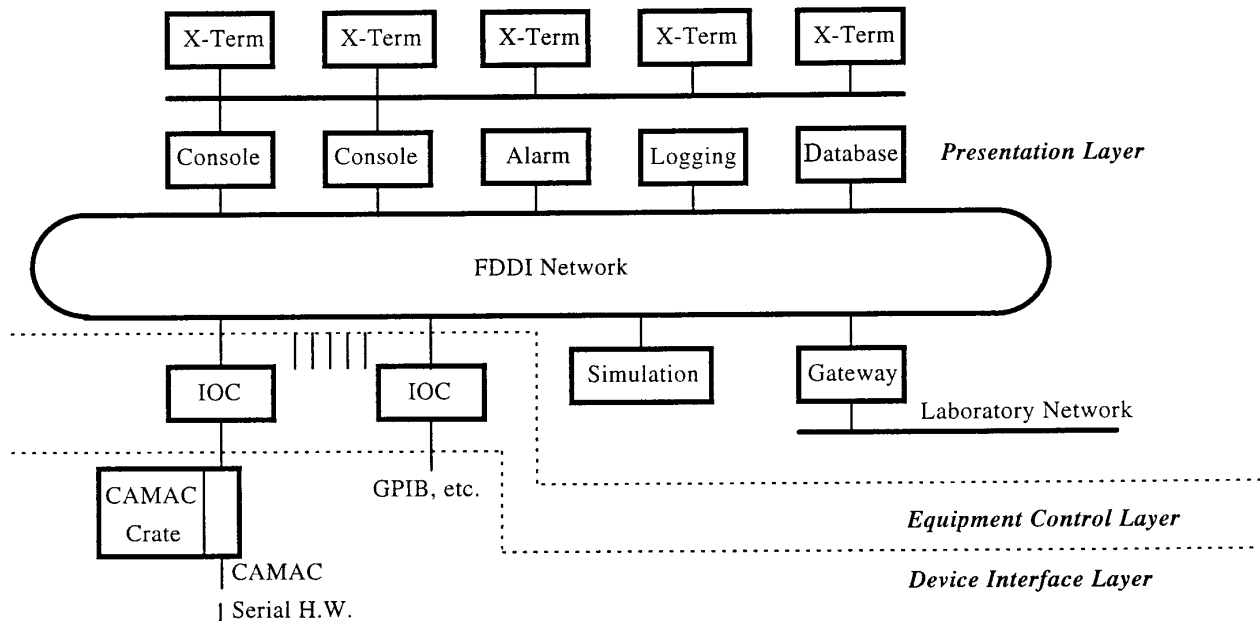 X-Term
X-Term
X-Term
X-Term
X-Term
Console
Console
Alarm
Logging
Database
Presentation Layer
FDDI Network
IOC
IOC
Simulation
Gateway
Laboratory Network
CAMAC
Crate
GPIB, etc.
Equipment Control Layer
CAMAC
Serial H.W.
Device Interface Layer